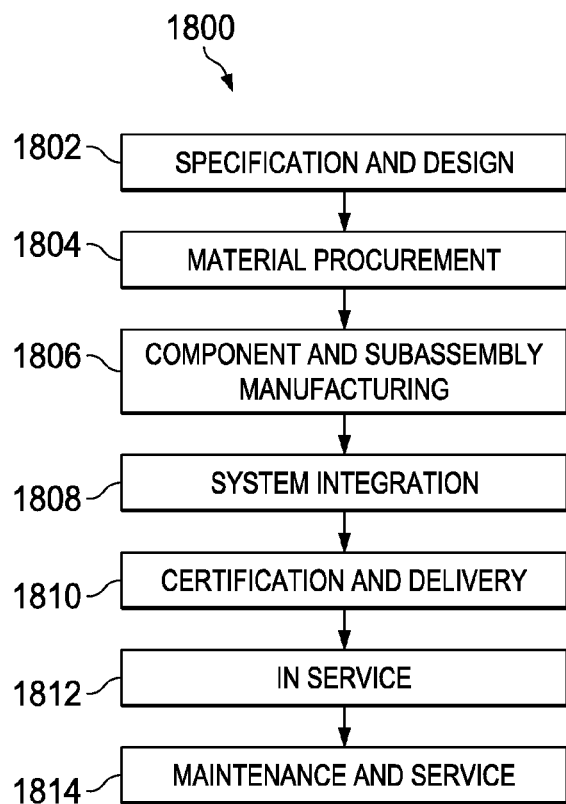 1800
1802
SPECIFICATION AND DESIGN
1804
MATERIAL PROCUREMENT
1806
COMPONENT AND SUBASSEMBLY
MANUFACTURING
1808
SYSTEM INTEGRATION
1810
CERTIFICATION AND DELIVERY
1812
IN SERVICE
1814
MAINTENANCE AND SERVICE